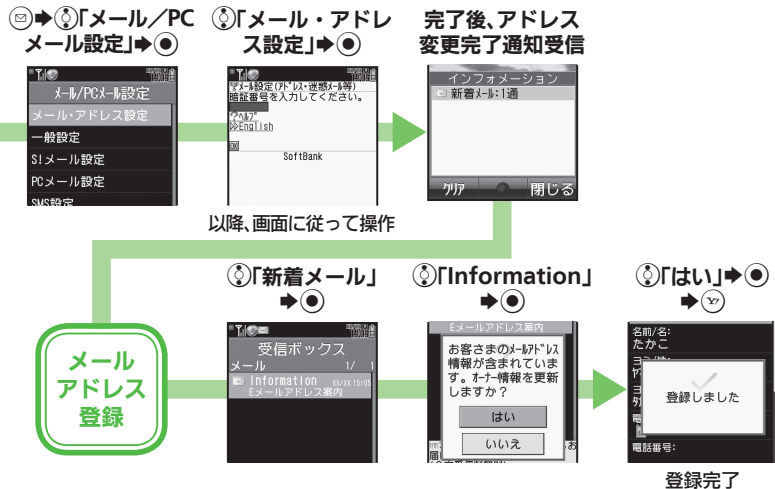 ✉➡「メール／PC
メール設定」➡●
メール/PCメール設定
メール・アドレス設定
一般設定
S!メール設定
PCメール設定
SMS設定
「メール・アドレ
ス設定」➡●
メール設定(アドレス・迷惑メール等)
暗証番号を入力してください。
ヘルプ
English
OK
SoftBank
以降、画面に従って操作
完了後、アドレス
変更完了通知受信
インフォメーション
新着メール:1通
クリア
閉じる
メール
アドレス
登録
「新着メール」
➡●
受信ボックス
メール 1/ 1
Information XX/XX 15:05
Eメールアドレス案内
「Information」
➡●
Eメールアドレス案内
お客さまのメールアドレス
情報が含まれていま
す。オーナー情報を更新
しますか？
はい
いいえ
「はい」➡●
➡
名前/名:
たかこ
登録しました
電話番号:
登録完了